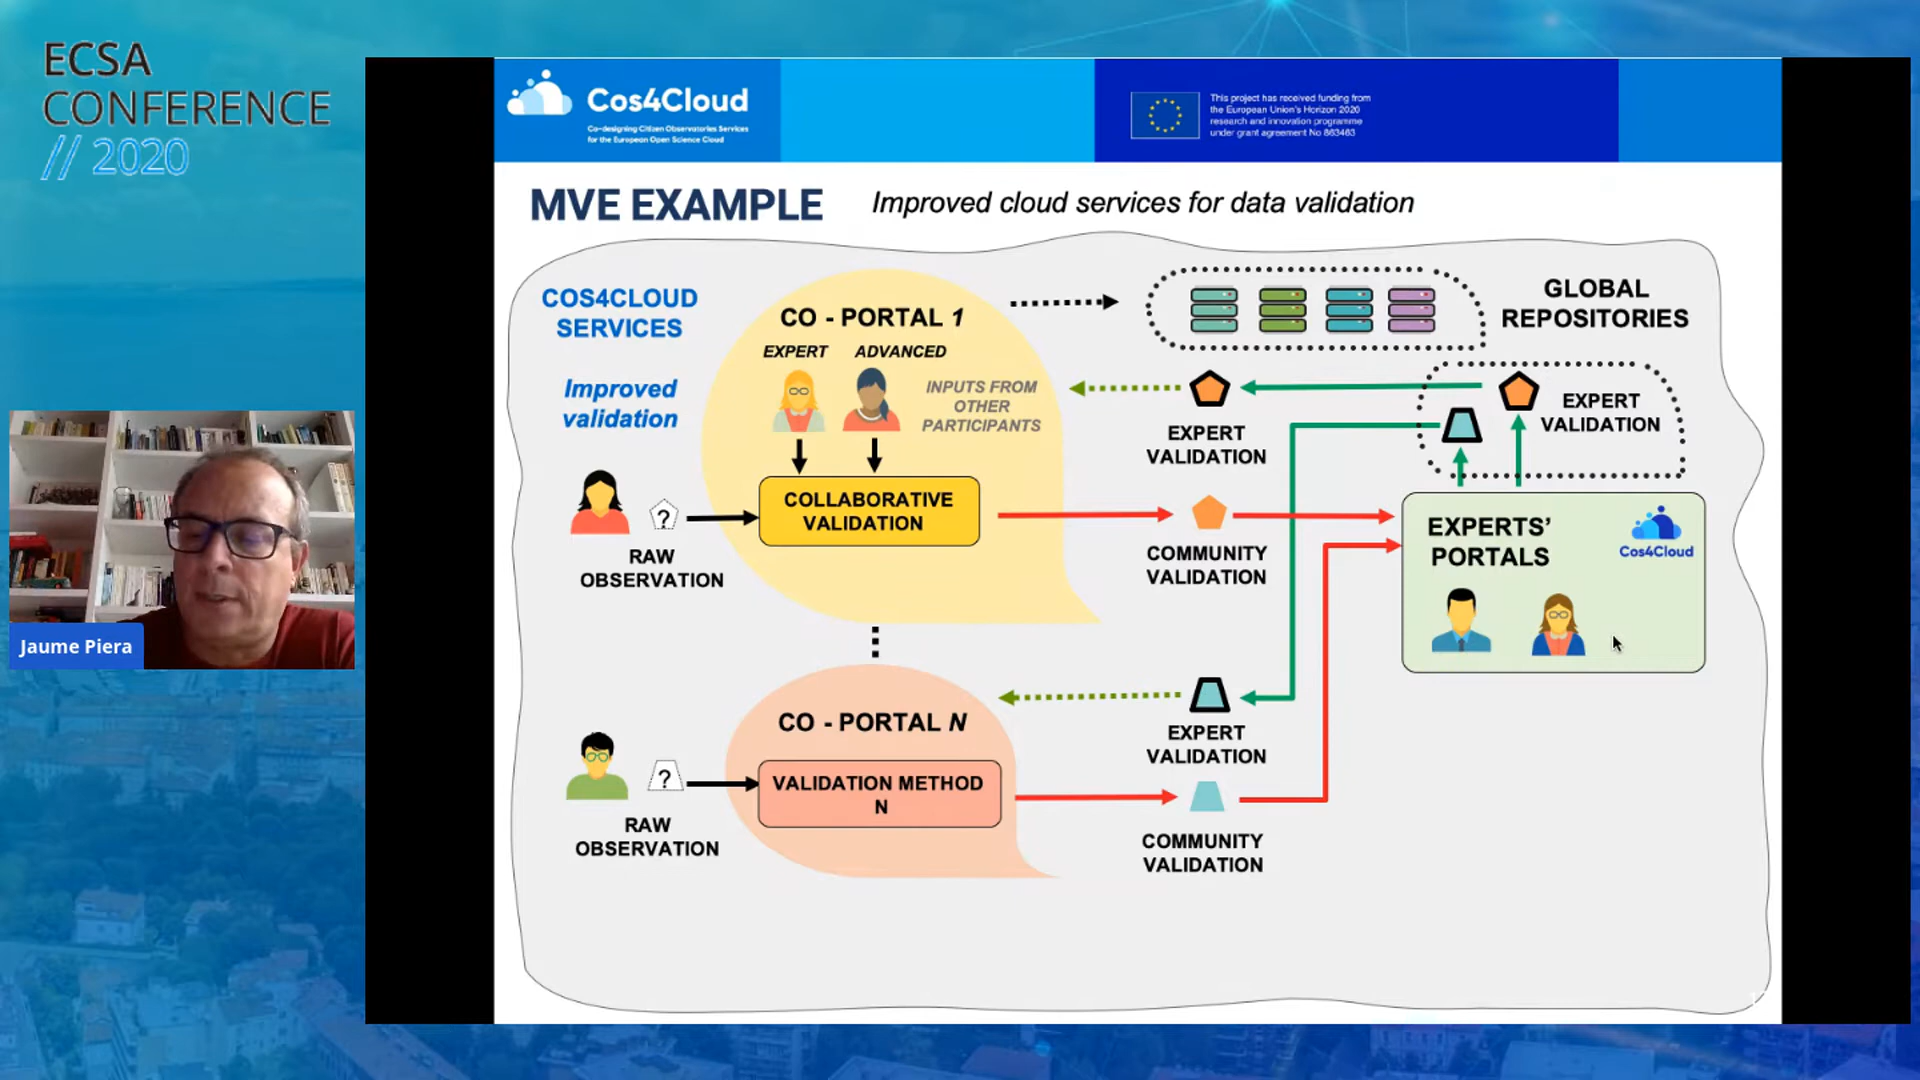 ECSA
CONFERENCE
// 2020
Cos4Cloud
Co-designing Citizen Observatories Services
for the European Open Science Cloud
This project has received funding from
the European Union's Horizon 2020
research and innovation programme
under grant agreement No 863463
MVE EXAMPLE
Improved cloud services for data validation
COS4CLOUD
SERVICES
Improved
validation
CO - PORTAL 1
EXPERT
ADVANCED
INPUTS FROM
OTHER
PARTICIPANTS
GLOBAL
REPOSITORIES
EXPERT
VALIDATION
EXPERT
VALIDATION
?
RAW
OBSERVATION
COLLABORATIVE
VALIDATION
COMMUNITY
VALIDATION
EXPERTS’
PORTALS
Cos4Cloud
Jaume Piera
CO - PORTAL N
EXPERT
VALIDATION
?
RAW
OBSERVATION
VALIDATION METHOD
N
COMMUNITY
VALIDATION